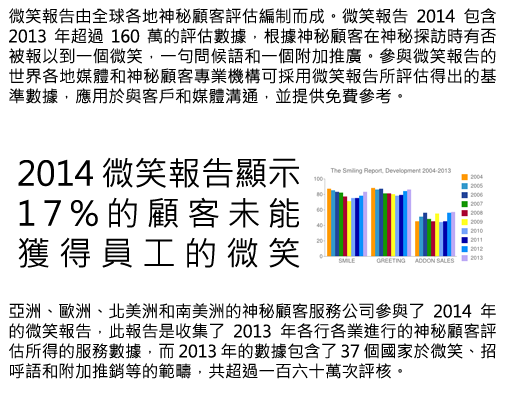 微笑報告由全球各地神秘顧客評估編制而成。微笑報告 2014 包含
2013 年超過 160 萬的評估數據，根據神秘顧客在神秘探訪時有否
被報以到一個微笑，一句問候語和一個附加推廣。參與微笑報告的
世界各地媒體和神秘顧客專業機構可採用微笑報告所評估得出的基
準數據，應用於與客戶和媒體溝通，並提供免費參考。
2014 微笑報告顯示
17%的顧客未能
獲得員工的微笑
The Smiling Report, Development 2004-2013
100
80
60
40
20
0
SMILE
GREETING
ADDON SALES
2004
2005
2006
2007
2008
2009
2010
2011
2012
2013
亞洲、歐洲、北美洲和南美洲的神秘顧客服務公司參與了 2014 年
的微笑報告，此報告是收集了 2013 年各行各業進行的神秘顧客評
估所得的服務數據，而 2013 年的數據包含了 37 個國家於微笑、招
呼語和附加推銷等的範疇，共超過一百六十萬次評核。